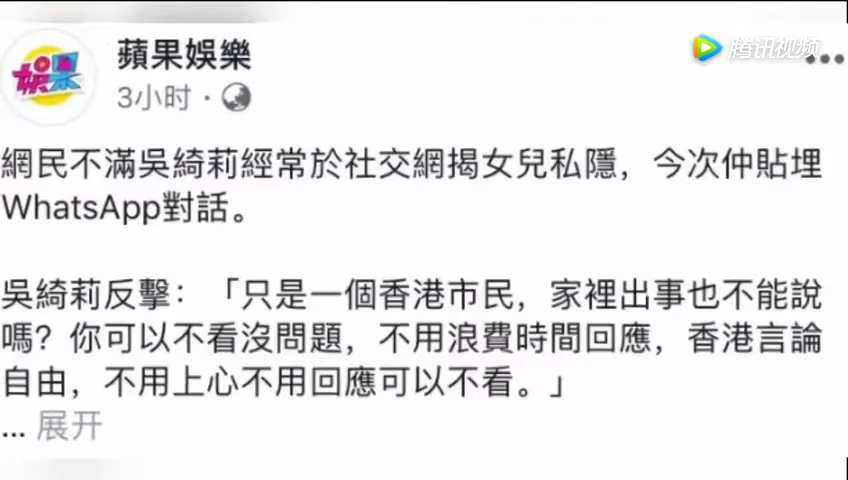 蘋果娛樂
腾讯视频
娛果
3小时 ·
網民不滿吳綺莉經常於社交網揭女兒私隱，今次仲貼埋
WhatsApp對話。
吳綺莉反擊：「只是一個香港市民，家裡出事也不能說
嗎？你可以不看沒問題，不用浪費時間回應，香港言論
自由，不用上心不用回應可以不看。」
... 展开